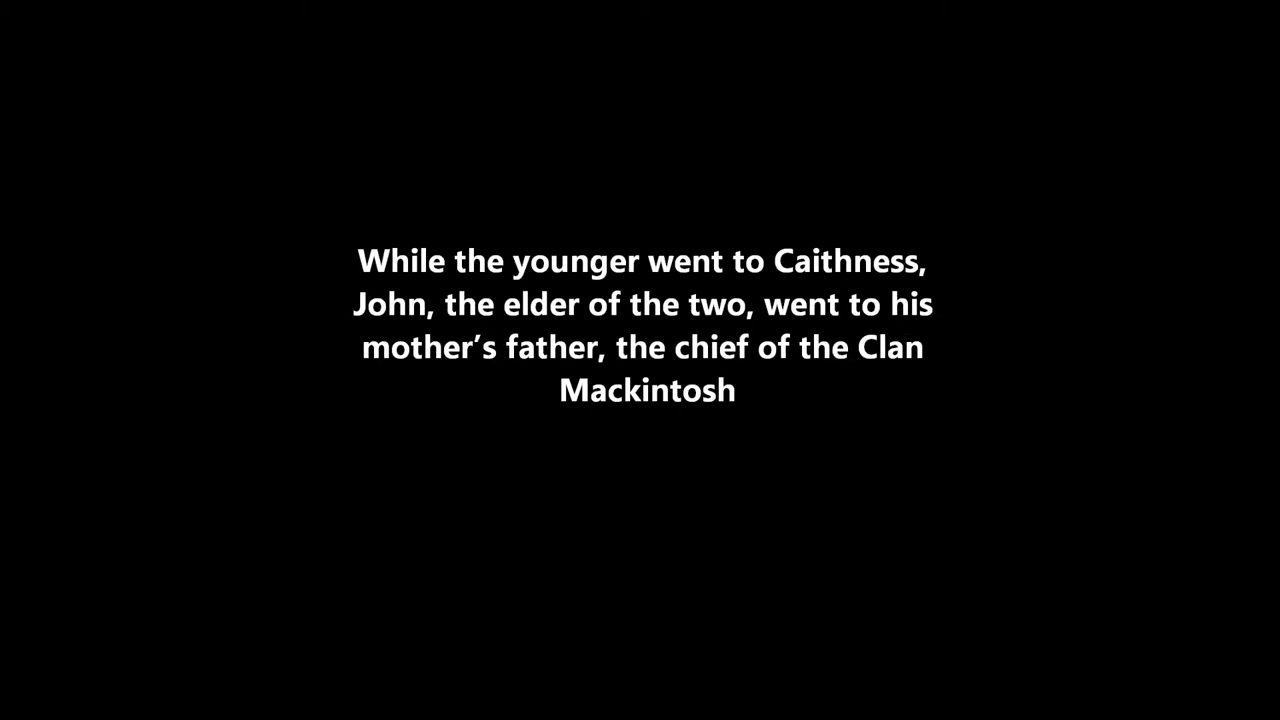 While the younger went to Caithness,
John, the elder of the two, went to his
mother’s father, the chief of the Clan
Mackintosh